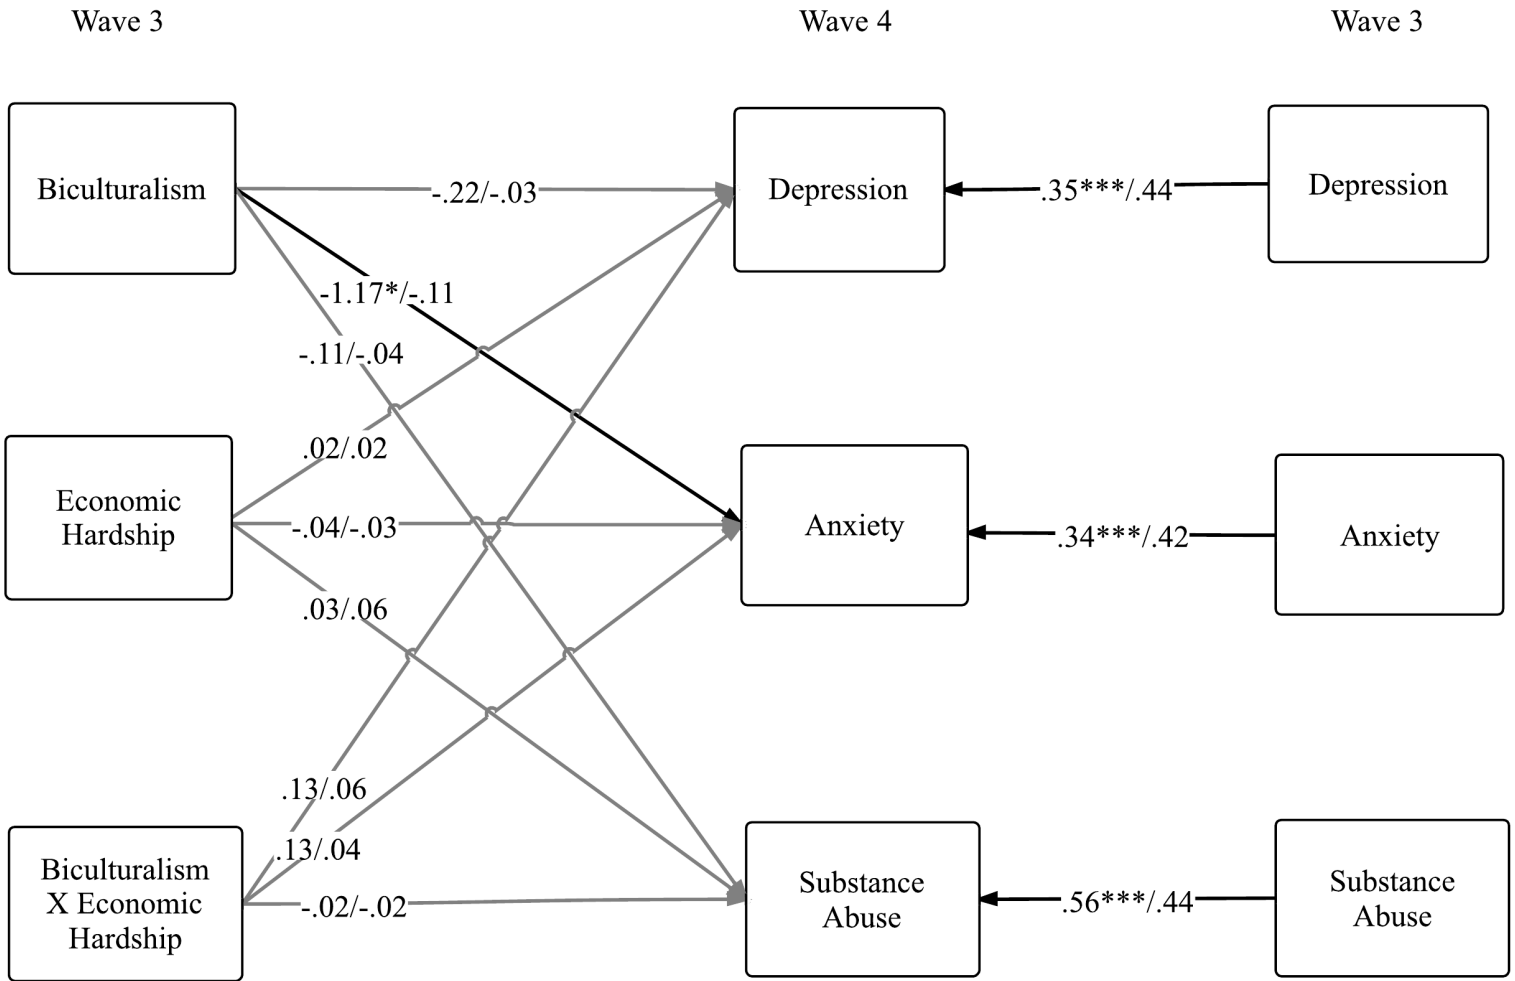 Wave 3
Wave 4
Wave 3
Biculturalism
-.22/-.03
Depression
.35***/.44
Depression
-1.17*/-.11
-.11/-.04
.02/.02
Economic
Hardship
-.04/-.03
Anxiety
.34***/.42
Anxiety
.03/.06
.13/.06
.13/.04
Biculturalism
X Economic
Hardship
-.02/-.02
Substance
Abuse
.56***/.44
Substance
Abuse